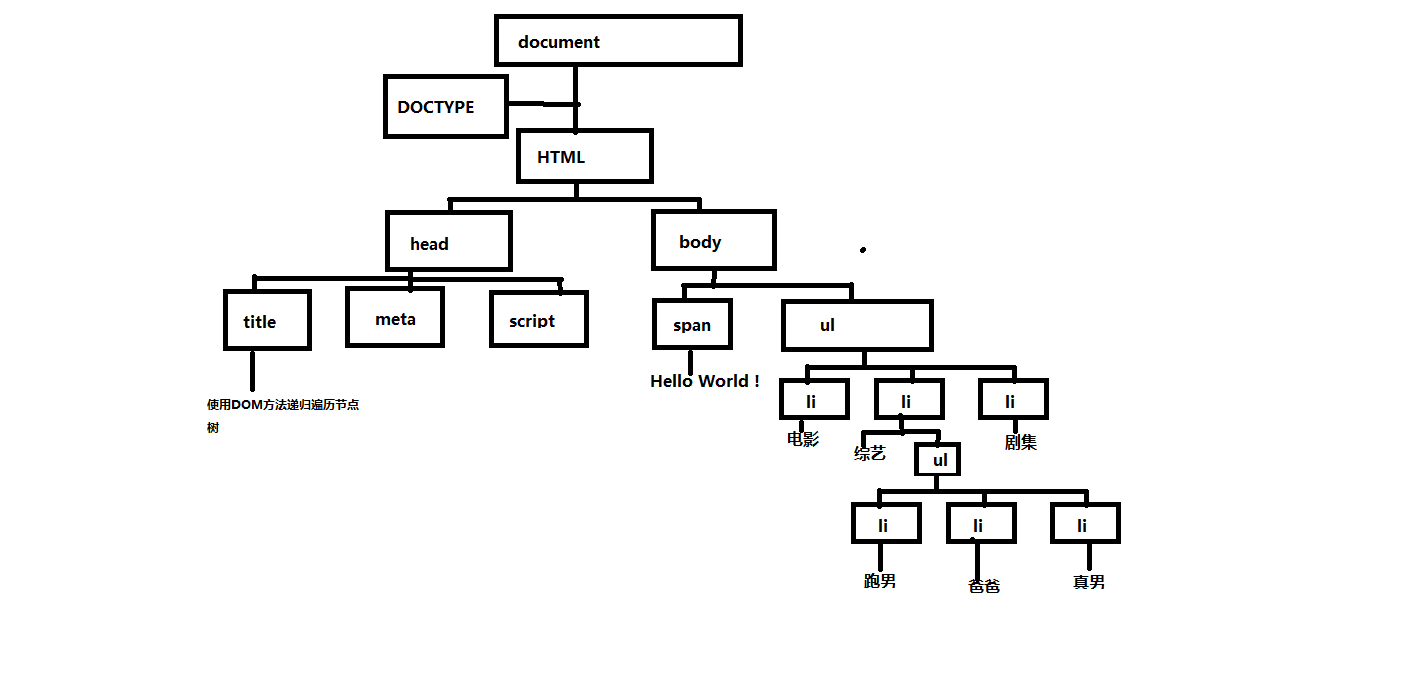 document
DOCTYPE
HTML
head
body
title
meta
script
span
ul
使用DOM方法递归遍历节点
树
Hello World !
li
li
li
电影
综艺
剧集
ul
li
li
li
跑男
爸爸
真男